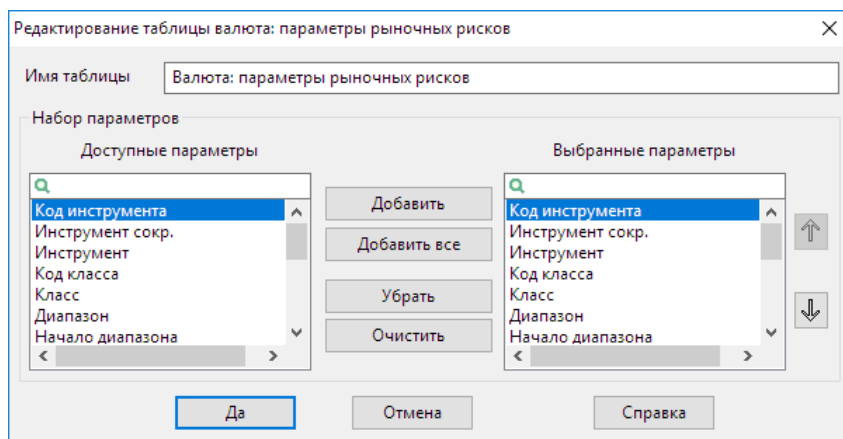 Редактирование таблицы валюта: параметры рыночных рисков
Имя таблицы
Валюта: параметры рыночных рисков
Набор параметров
Доступные параметры
Код инструмента
Инструмент сокр.
Инструмент
Код класса
Класс
Диапазон
Начало диапазона
Добавить
Добавить все
Убрать
Очистить
Выбранные параметры
Код инструмента
Инструмент сокр.
Инструмент
Код класса
Класс
Диапазон
Начало диапазона
Да
Отмена
Справка